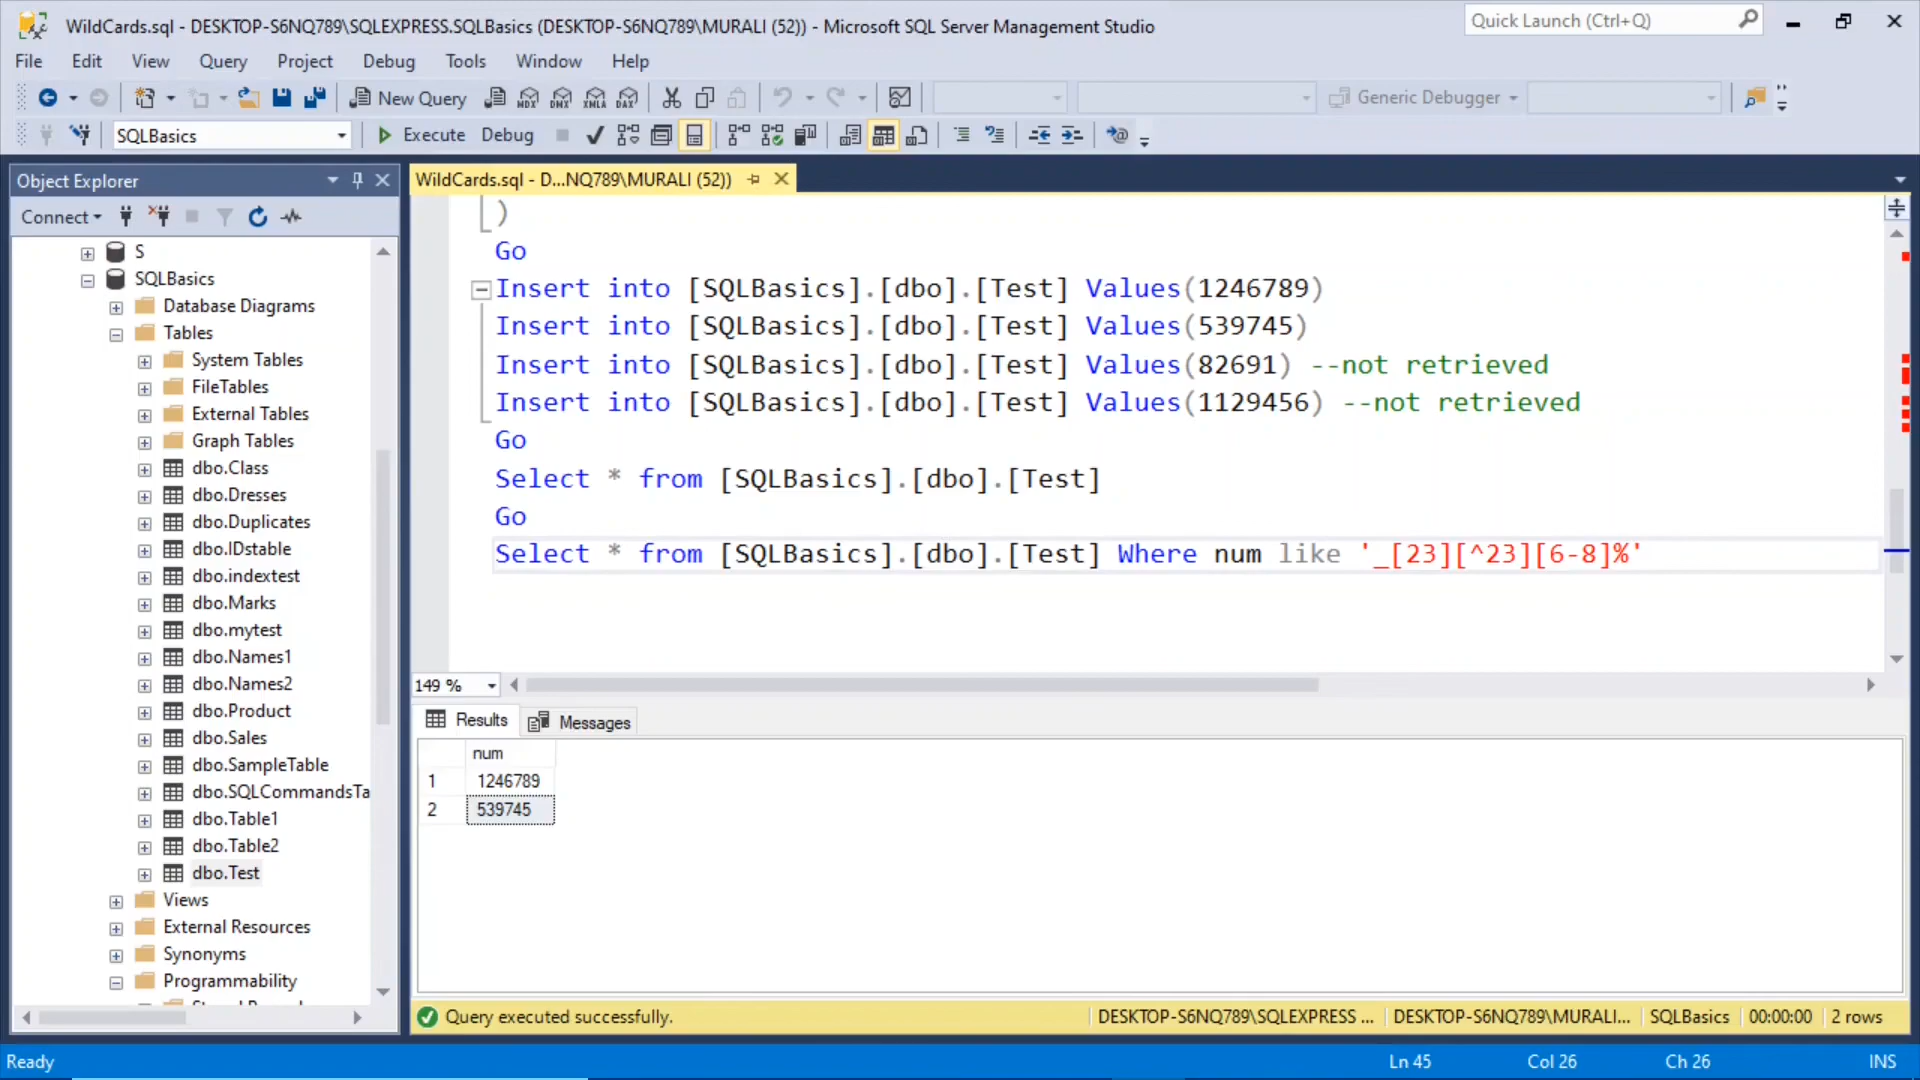 WildCards.sql - DESKTOP-S6NQ789\SQLEXPRESS.SQLBasics (DESKTOP-S6NQ789\MURALI (52)) - Microsoft SQL Server Management Studio
Quick Launch (Ctrl+Q)
File Edit View Query Project Debug Tools Window Help
New Query MDX DMX XMLA DAX Generic Debugger
SQLBasics Execute Debug
Object Explorer
Connect
S
SQLBasics
Database Diagrams
Tables
System Tables
FileTables
External Tables
Graph Tables
dbo.Class
dbo.Dresses
dbo.Duplicates
dbo.IDstable
dbo.indextest
dbo.Marks
dbo.mytest
dbo.Names1
dbo.Names2
dbo.Product
dbo.Sales
dbo.SampleTable
dbo.SQLCommandsTa
dbo.Table1
dbo.Table2
dbo.Test
Views
External Resources
Synonyms
Programmability
WildCards.sql - D...NQ789\MURALI (52))
)
Go
Insert into [SQLBasics].[dbo].[Test] Values(1246789)
Insert into [SQLBasics].[dbo].[Test] Values(539745)
Insert into [SQLBasics].[dbo].[Test] Values(82691) --not retrieved
Insert into [SQLBasics].[dbo].[Test] Values(1129456) --not retrieved
Go
Select * from [SQLBasics].[dbo].[Test]
Go
Select * from [SQLBasics].[dbo].[Test] Where num like '_[23][^23][6-8]%'
149 %
Results Messages
num
1 1246789
2 539745
Query executed successfully. DESKTOP-S6NQ789\SQLEXPRESS ... DESKTOP-S6NQ789\MURALI... SQLBasics 00:00:00 2 rows
Ready Ln 45 Col 26 Ch 26 INS